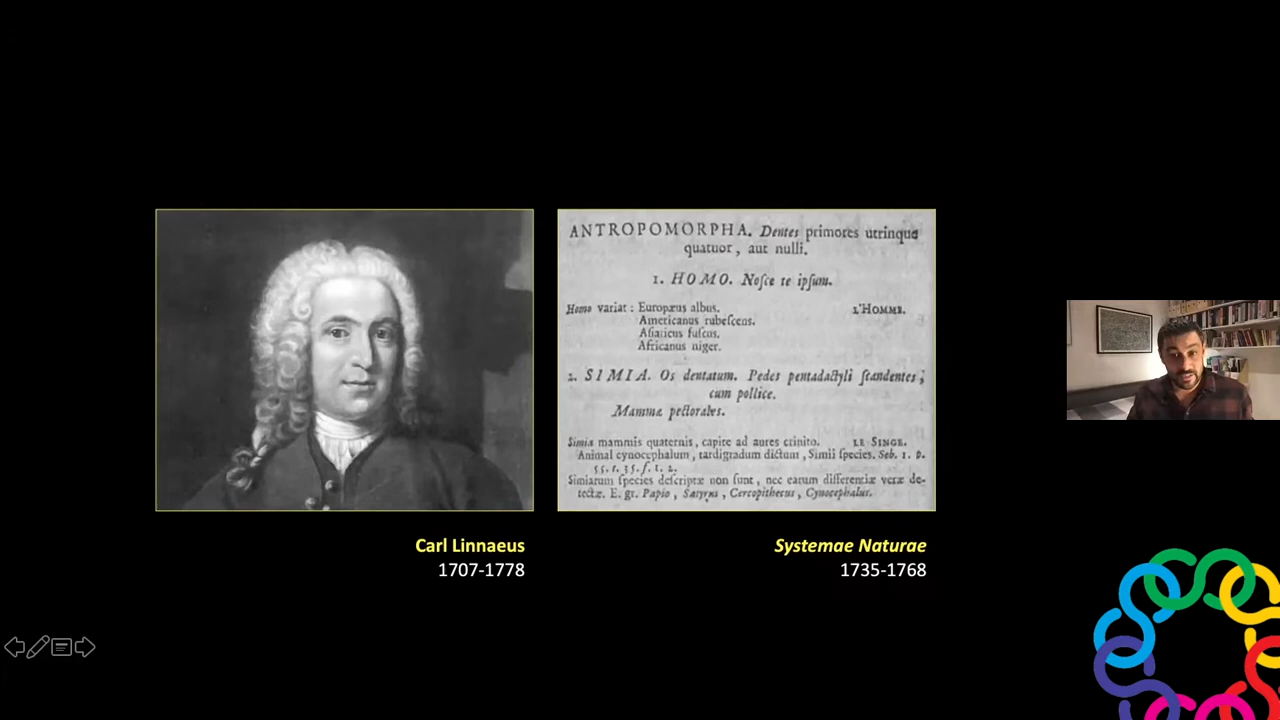 ANTROPOMORPHA. Dentes primores utrinque
quatuor, aut nulli.
1. HOMO. Noſce te ipſum.
Homo variat: Europæus albus. L'HOMME.
Americanus rubeſcens.
Aſiaticus fuſcus.
Africanus niger.
2. SIMIA. Os dentatum. Pedes pentadactyli ſcandentes,
cum pollice.
Mammæ pectorales.
Simia mammis quaternis, capite ad aures crinito. LE SINGE.
Animal cynocephalum, tardigradum dictum, Simii ſpecies. Seb. 1. p.
Simiarum ſpecies deſcriptæ non ſunt, nec earum differentiæ veræ de-
tectæ. E. gr. Papio, Satyrus, Cercopithecus, Cynocephalus.
Carl Linnaeus
1707-1778
Systemae Naturae
1735-1768